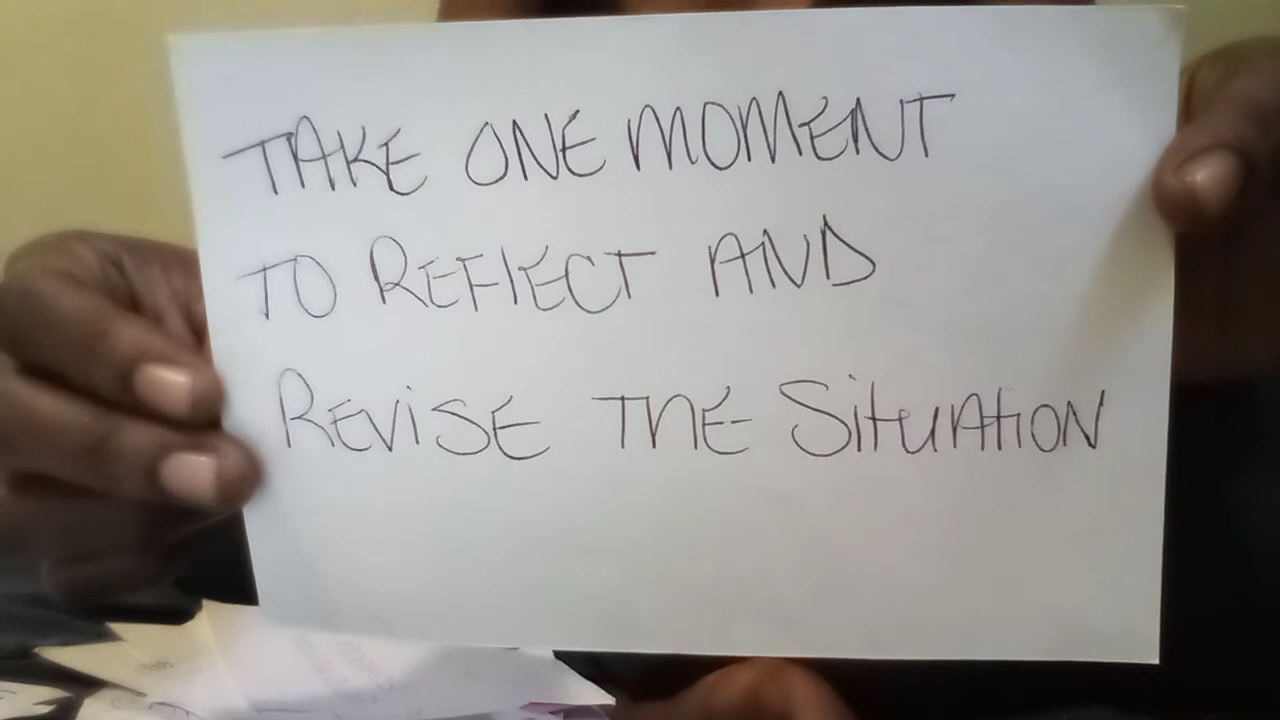 TAKE ONE MOMENT
TO REFLECT AND
REVISE THE SITUATION